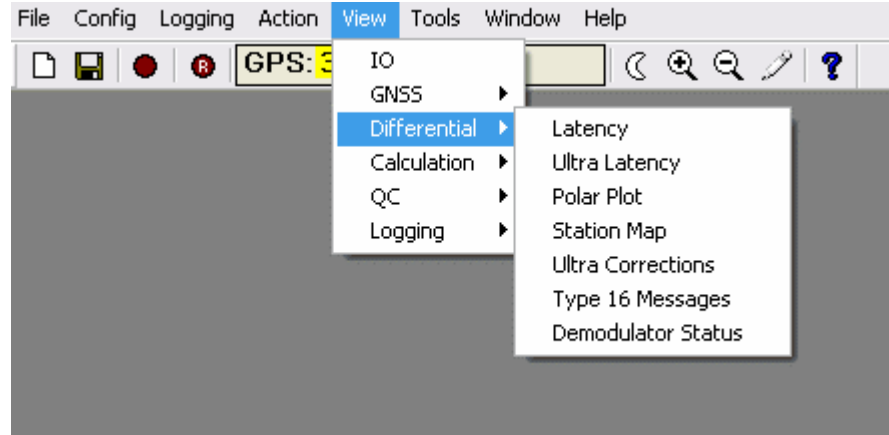 File Config Logging Action View Tools Window Help
R GPS: 3 ?
IO
GNSS
Differential
Calculation
QC
Logging
Latency
Ultra Latency
Polar Plot
Station Map
Ultra Corrections
Type 16 Messages
Demodulator Status